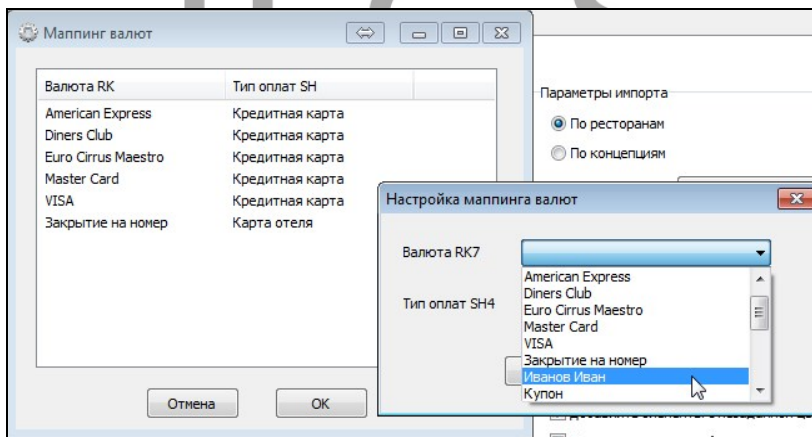 Маппинг валют
Валюта RK Тип оплат SH
American Express Кредитная карта
Diners Club Кредитная карта
Euro Cirrus Maestro Кредитная карта
Master Card Кредитная карта
VISA Кредитная карта
Закрытие на номер Карта отеля
Отмена OK
Параметры импорта
По ресторанам
По концепциям
Настройка маппинга валют
Валюта RK7
American Express
Diners Club
Euro Cirrus Maestro
Тип оплат SH4
Master Card
VISA
Закрытие на номер
Иванов Иван
Купон